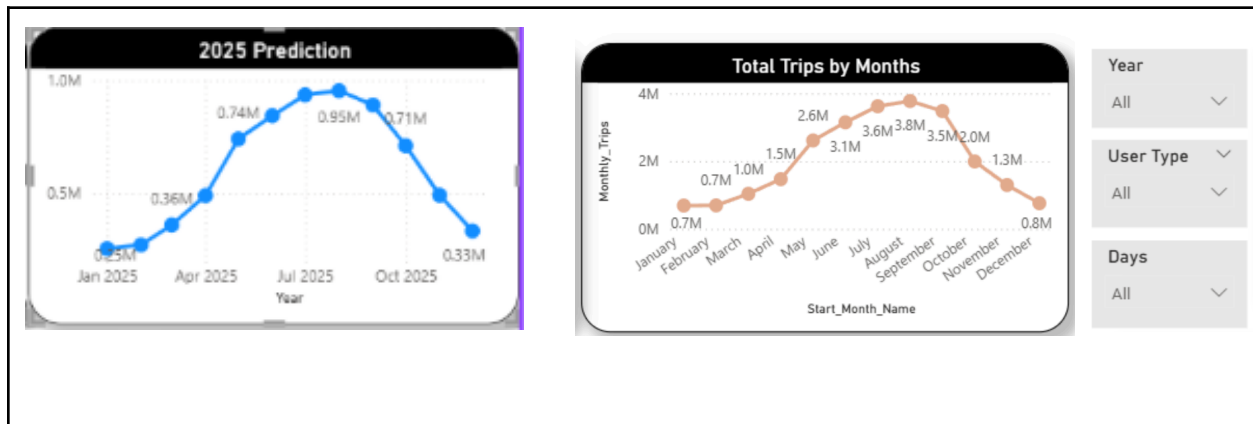 2025 Prediction
1.0M
0.74M
0.95M
0.71M
0.5M
0.36M
0.25M
0.33M
Jan 2025 Apr 2025 Jul 2025 Oct 2025
Year
Total Trips by Months
Monthly_Trips
4M
2.6M
3.1M
3.6M
3.8M
3.5M
2.0M
2M
1.5M
1.0M
0.7M
1.3M
0M
0.7M
0.8M
January
February
March
April
May
June
July
August
September
October
November
December
Start_Month_Name
Year
All
User Type
All
Days
All